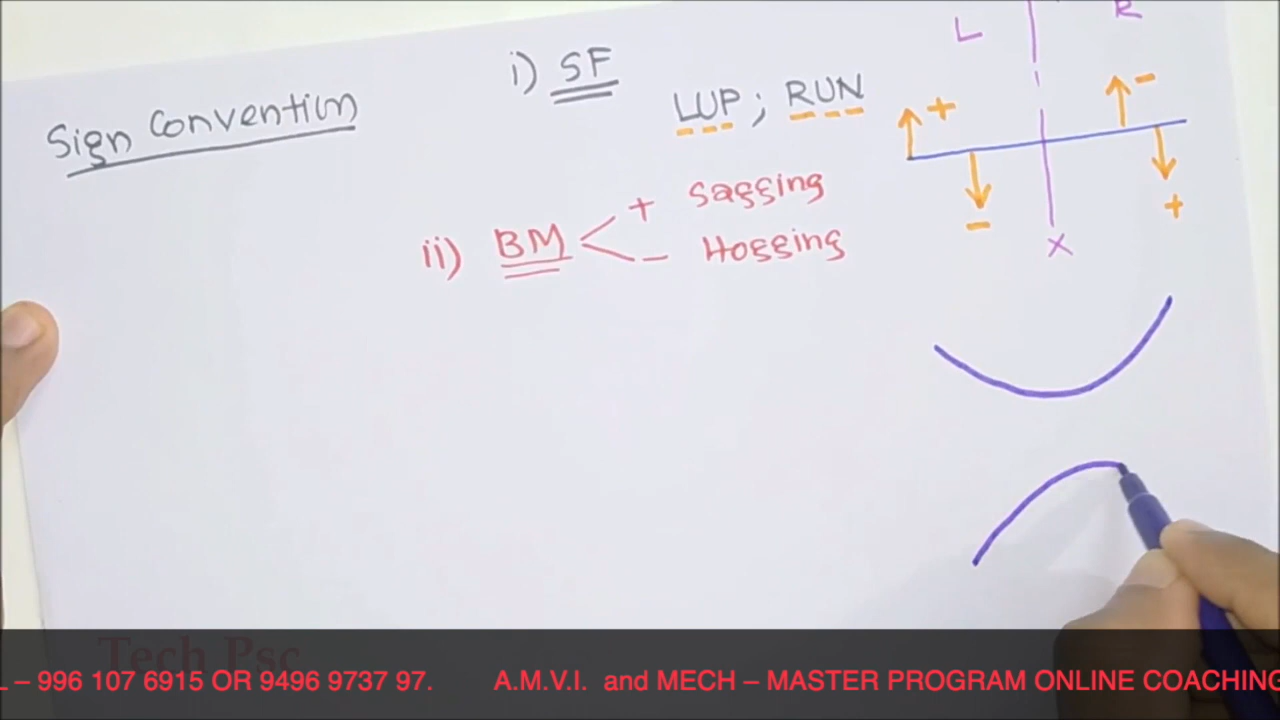 L R
i) SF
LUP ; RUN
Sign Convention
+ -
- +
X
ii) BM + Sagging
- Hogging
Tech Psc
L – 996 107 6915 OR 9496 9737 97. A.M.V.I. and MECH – MASTER PROGRAM ONLINE COACHING